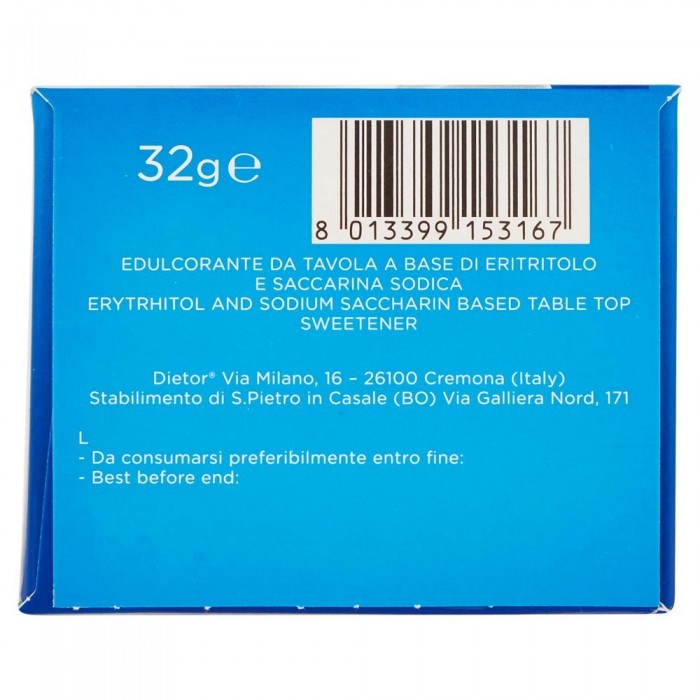 32g℮
8 013399 153167
EDULCORANTE DA TAVOLA A BASE DI ERITRITOLO
E SACCARINA SODICA
ERYTRHITOL AND SODIUM SACCHARIN BASED TABLE TOP
SWEETENER
Dietor® Via Milano, 16 – 26100 Cremona (Italy)
Stabilimento di S.Pietro in Casale (BO) Via Galliera Nord, 171
L
- Da consumarsi preferibilmente entro fine:
- Best before end: